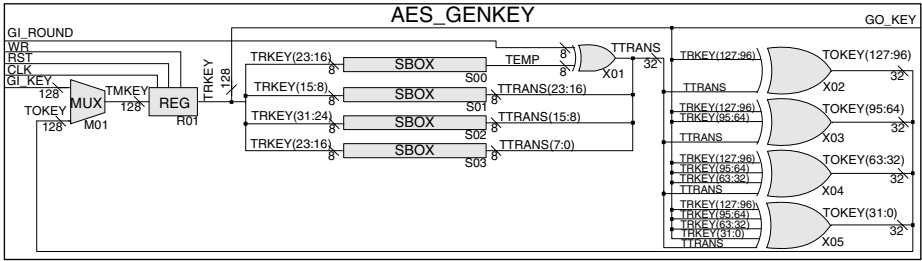 AES_GENKEY
GO_KEY
GI_ROUND
WR
RST
CLK
GI_KEY
128
TOKEY
128
MUX
M01
TMKEY
128
REG
R01
TRKEY
128
TRKEY(23:16)
8
SBOX
S00
TEMP
8
8
X01
TTRANS
32
TRKEY(15:8)
8
SBOX
S01
TTRANS(23:16)
8
TRKEY(31:24)
8
SBOX
S02
TTRANS(15:8)
8
TRKEY(23:16)
8
SBOX
S03
TTRANS(7:0)
8
TRKEY(127:96)
TTRANS
X02
TOKEY(127:96)
32
TRKEY(127:96)
TRKEY(95:64)
TTRANS
X03
TOKEY(95:64)
32
TRKEY(127:96)
TRKEY(95:64)
TRKEY(63:32)
TTRANS
X04
TOKEY(63:32)
32
TRKEY(127:96)
TRKEY(95:64)
TRKEY(63:32)
TRKEY(31:0)
TTRANS
X05
TOKEY(31:0)
32